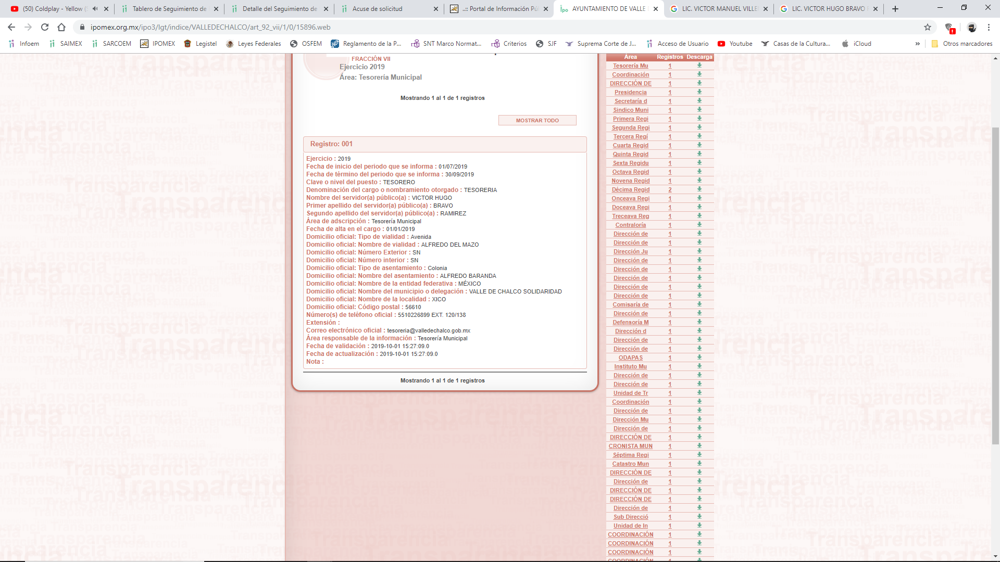 (50) Coldplay - Yellow (
Tablero de Seguimiento de
Detalle del Seguimiento de
Acuse de solicitud
..:: Portal de Información Pú
AYUNTAMIENTO DE VALLE
LIC. VICTOR MANUEL VILLE
LIC. VICTOR HUGO BRAVO
ipomex.org.mx/ipo3/lgt/indice/VALLEDECHALCO/art_92_vii/1/0/15896.web
Infoem
SAIMEX
SARCOEM
IPOMEX
Legistel
Leyes Federales
OSFEM
Reglamento de la P...
SNT Marco Normat...
Criterios
SJF
Suprema Corte de J...
Acceso de Usuario
Youtube
Casas de la Cultura...
iCloud
»
Otros marcadores
FRACCIÓN VII
Ejercicio 2019
Área: Tesorería Municipal
Mostrando 1 al 1 de 1 registros
MOSTRAR TODO
Registro: 001
Ejercicio : 2019
Fecha de inicio del periodo que se informa : 01/07/2019
Fecha de término del periodo que se informa : 30/09/2019
Clave o nivel del puesto : TESORERO
Denominación del cargo o nombramiento otorgado : TESORERIA
Nombre del servidor(a) público(a) : VICTOR HUGO
Primer apellido del servidor(a) público(a) : BRAVO
Segundo apellido del servidor(a) público(a) : RAMIREZ
Área de adscripción : Tesorería Municipal
Fecha de alta en el cargo : 01/01/2019
Domicilio oficial: Tipo de vialidad : Avenida
Domicilio oficial: Nombre de vialidad : ALFREDO DEL MAZO
Domicilio oficial: Número Exterior : SN
Domicilio oficial: Número interior : SN
Domicilio oficial: Tipo de asentamiento : Colonia
Domicilio oficial: Nombre del asentamiento : ALFREDO BARANDA
Domicilio oficial: Nombre de la entidad federativa : MÉXICO
Domicilio oficial: Nombre del municipio o delegación : VALLE DE CHALCO SOLIDARIDAD
Domicilio oficial: Nombre de la localidad : XICO
Domicilio oficial: Código postal : 56610
Número(s) de teléfono oficial : 5510226899 EXT. 120/138
Extensión :
Correo electrónico oficial : tesoreria@valledechalco.gob.mx
Área responsable de la información : Tesorería Municipal
Fecha de validación : 2019-10-01 15:27:09.0
Fecha de actualización : 2019-10-01 15:27:09.0
Nota :
Mostrando 1 al 1 de 1 registros
Área Registros Descarga
Tesorería Mu 1
Coordinación 1
DIRECCIÓN DE 1
Presidencia 1
Secretaría d 1
Sindico Muni 1
Primera Regi 1
Segunda Regi 1
Tercera Regí 1
Cuarta Regid 1
Quinta Regid 1
Sexta Regidu 1
Octava Regid 1
Novena Regid 1
Décima Regid 2
Onceava Regi 1
Doceava Regi 1
Treceava Reg 1
Contraloría 1
Dirección de 1
Dirección de 1
Dirección Ju 1
Dirección de 1
Dirección de 1
Dirección de 1
Dirección de 1
Dirección de 1
Comisaría de 1
Dirección de 1
Defensoría M 1
Dirección d 1
Dirección de 1
Dirección de 1
ODAPAS 1
Instituto Mu 1
Dirección de 1
Dirección de 1
Unidad de Tr 1
Coordinación 1
Dirección de 1
Dirección Mu 1
Dirección de 1
DIRECCIÓN DE 1
CRONISTA MUN 1
Séptima Regi 1
Catastro Mun 1
DIRECCIÓN DE 1
Dirección de 1
DIRECCIÓN DE 1
DIRECCIÓN DE 1
Dirección de 1
Sub Direcció 1
Unidad de In 1
COORDINACIÓN 1
COORDINACIÓN 1
COORDINACIÓN 1
COORDINACIÓN